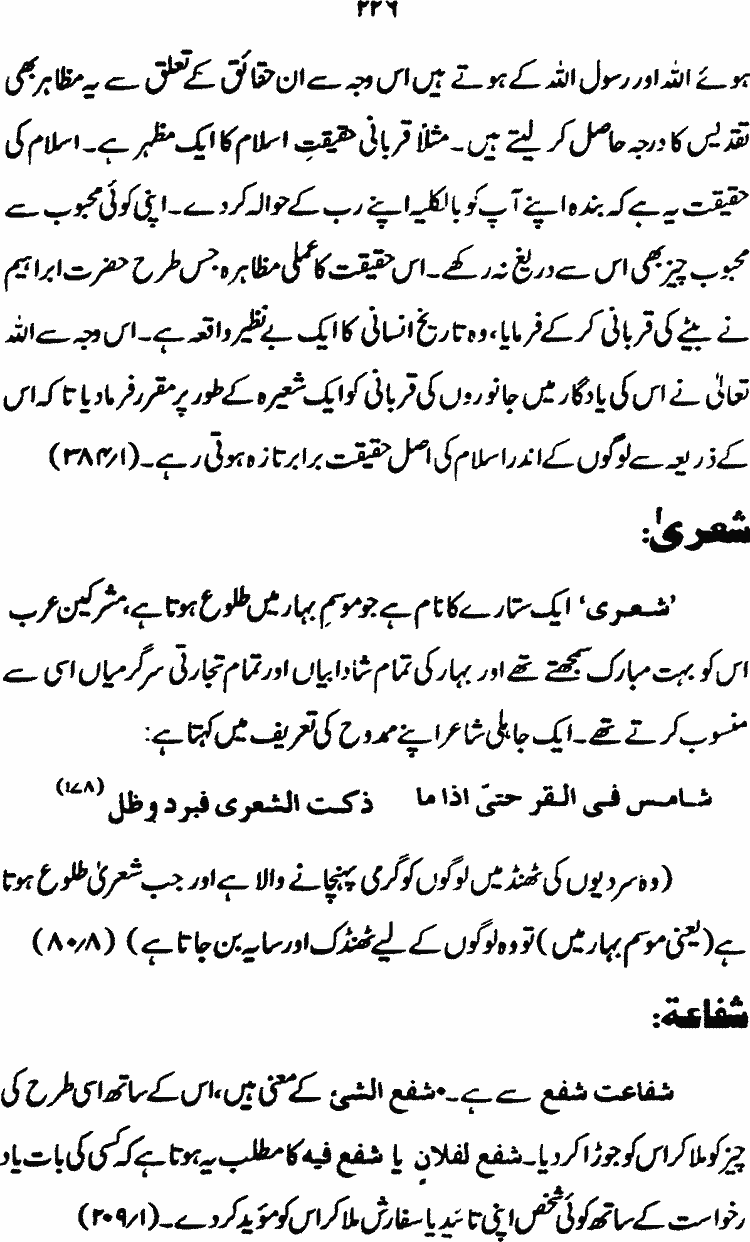 ۲۲۶
ہوئے اللہ اور رسول اللہ کے ہوتے ہیں اس وجہ سے ان حقائق کے تعلق سے یہ مظاہر بھی
تقدیس کا درجہ حاصل کر لیتے ہیں۔ مثلاً قربانی حقیقتِ اسلام کا ایک مظہر ہے۔ اسلام کی
حقیقت یہ ہے کہ بندہ اپنے آپ کو بالکلیہ اپنے رب کے حوالہ کر دے۔ اپنی کوئی محبوب سے
محبوب چیز بھی اس سے دریغ نہ رکھے۔ اس حقیقت کا عملی مظاہرہ جس طرح حضرت ابراہیم
نے بیٹے کی قربانی کر کے فرمایا، وہ تاریخ انسانی کا ایک بے نظیر واقعہ ہے۔ اس وجہ سے اللہ
تعالیٰ نے اس کی یادگار میں جانوروں کی قربانی کو ایک شعیرہ کے طور پر مقرر فرما دیا تا کہ اس
کے ذریعہ سے لوگوں کے اندر اسلام کی اصل حقیقت برابر تازہ ہوتی رہے۔ (۳۸۴/۱)
شعریٰ:
'شعری' ایک ستارے کا نام ہے جو موسمِ بہار میں طلوع ہوتا ہے، مشرکین عرب
اس کو بہت مبارک سمجھتے تھے اور بہار کی تمام شادابیاں اور تمام تجارتی سرگرمیاں اسی سے
منسوب کرتے تھے۔ ایک جاہلی شاعر اپنے ممدوح کی تعریف میں کہتا ہے:
شامس فی القر حتیّ اذا ما ذکت الشعری فبرد وظل (۱۷۸)
(وہ سردیوں کی ٹھنڈ میں لوگوں کو گرمی پہنچانے والا ہے اور جب شعریٰ طلوع ہوتا
ہے (یعنی موسم بہار میں) تو وہ لوگوں کے لیے ٹھنڈک اور سایہ بن جاتا ہے) (۸۰/۸)
شفاعة:
شفاعت شفع سے ہے۔ شفع الشئ کے معنی ہیں، اس کے ساتھ اسی طرح کی
چیز کو ملا کر اس کو جوڑا کر دیا۔ شفع لفلانٍ یا شفع فیه کا مطلب یہ ہوتا ہے کہ کسی کی بات یا د
رخواست کے ساتھ کوئی شخص اپنی تائید یا سفارش ملا کر اس کو مؤید کر دے۔ (۲۰۹/۱)